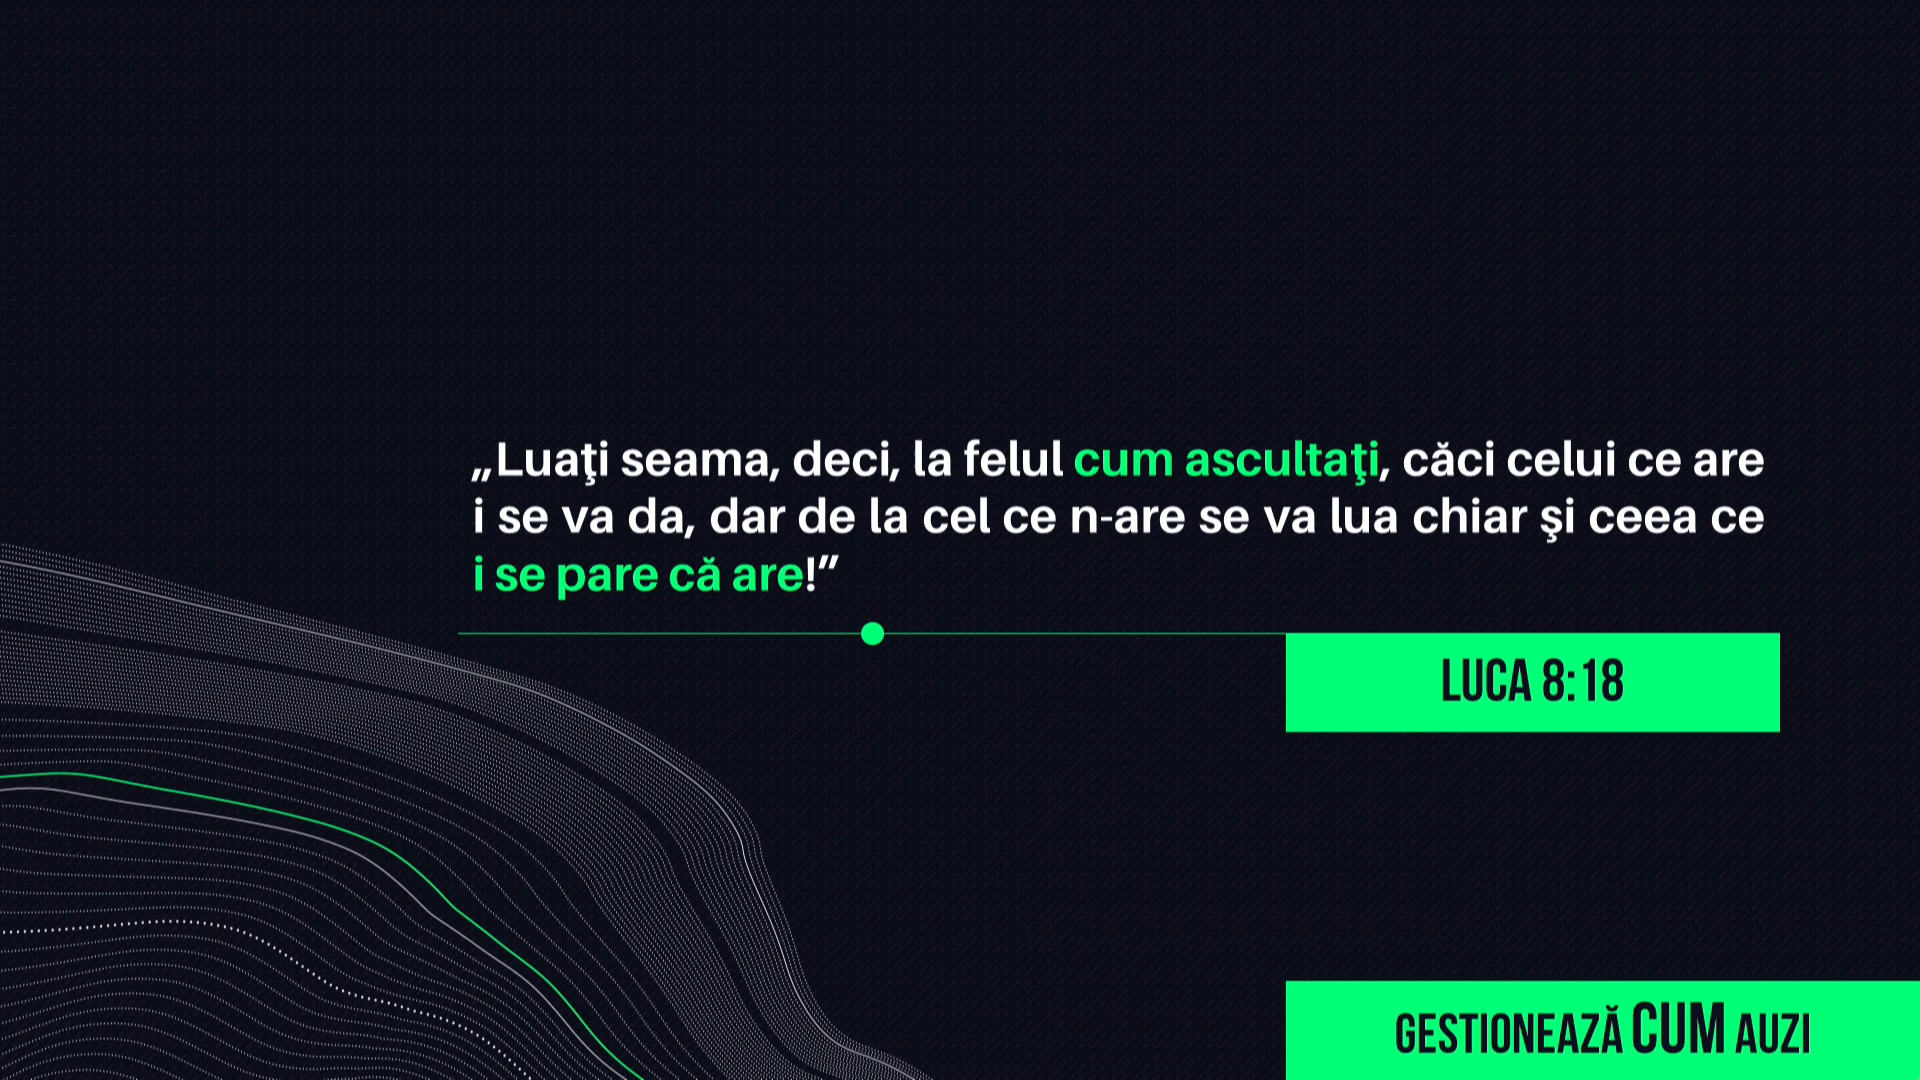 „Luaţi seama, deci, la felul cum ascultaţi, căci celui ce are
i se va da, dar de la cel ce n-are se va lua chiar şi ceea ce
i se pare că are!”
LUCA 8:18
GESTIONEAZĂ CUM AUZI